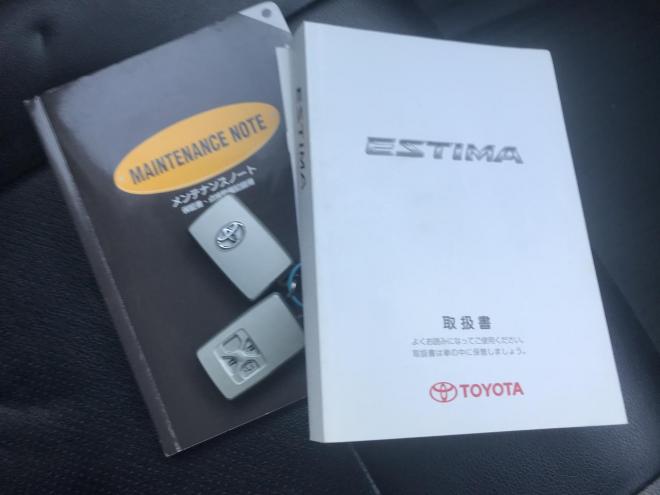 MAINTENANCE NOTE
メンテナンスノート
ESTIMA
ESTIMA
取扱書
よくお読みになってご使用ください。
取扱書は車の中に保管しましょう。
TOYOTA